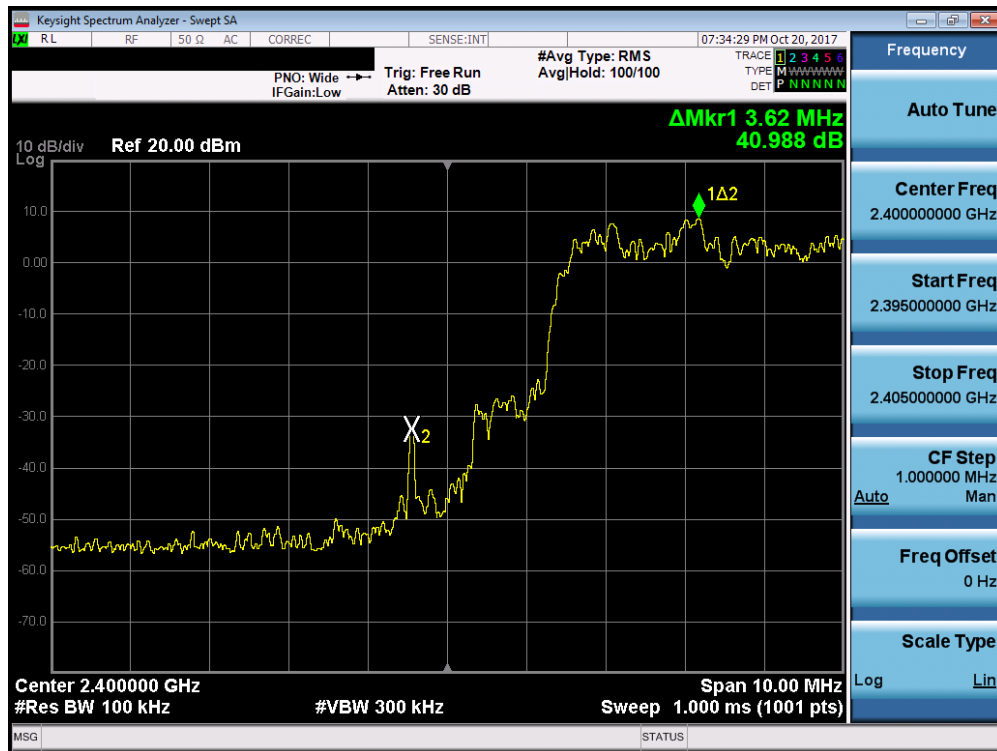 Keysight Spectrum Analyzer - Swept SA
LXI RL RF 50 Ω AC CORREC SENSE:INT 07:34:29 PM Oct 20, 2017
PNO: Wide
IFGain:Low
Trig: Free Run
Atten: 30 dB
#Avg Type: RMS
Avg|Hold: 100/100
TRACE 1 2 3 4 5 6
TYPE M W W W W W
DET P N N N N N
ΔMkr1 3.62 MHz
40.988 dB
10 dB/div Ref 20.00 dBm
Log
10.0
0.00
-10.0
-20.0
-30.0
-40.0
-50.0
-60.0
-70.0
1Δ2
X2
Center 2.400000 GHz Span 10.00 MHz
#Res BW 100 kHz #VBW 300 kHz Sweep 1.000 ms (1001 pts)
MSG STATUS
Frequency
Auto Tune
Center Freq
2.400000000 GHz
Start Freq
2.395000000 GHz
Stop Freq
2.405000000 GHz
CF Step
1.000000 MHz
Auto Man
Freq Offset
0 Hz
Scale Type
Log Lin